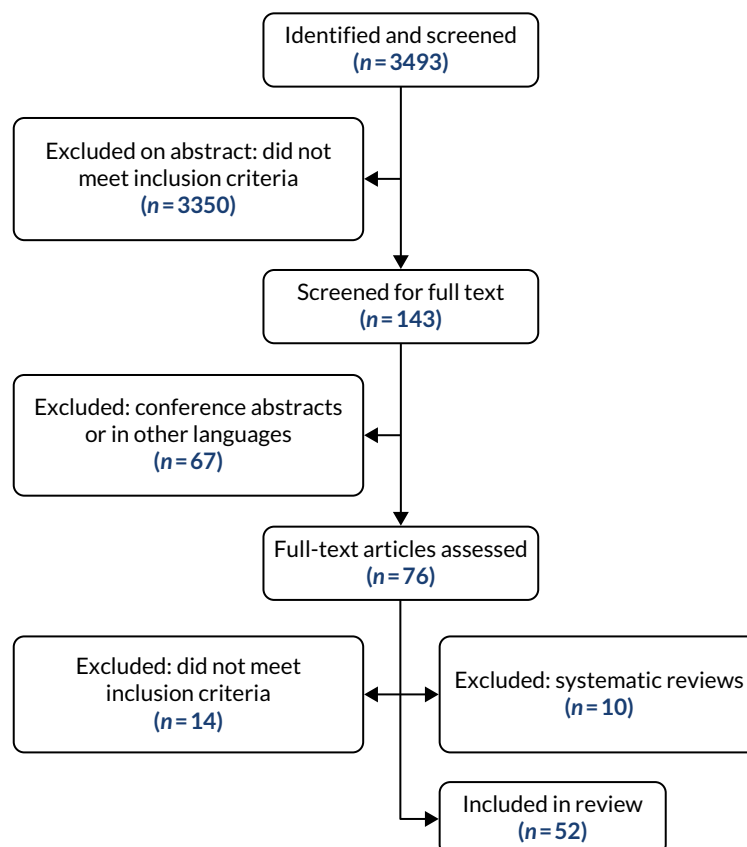 Identified and screened
(n = 3493)
Excluded on abstract: did not
meet inclusion criteria
(n = 3350)
Screened for full text
(n = 143)
Excluded: conference abstracts
or in other languages
(n = 67)
Full-text articles assessed
(n = 76)
Excluded: did not meet
inclusion criteria
(n = 14)
Excluded: systematic reviews
(n = 10)
Included in review
(n = 52)